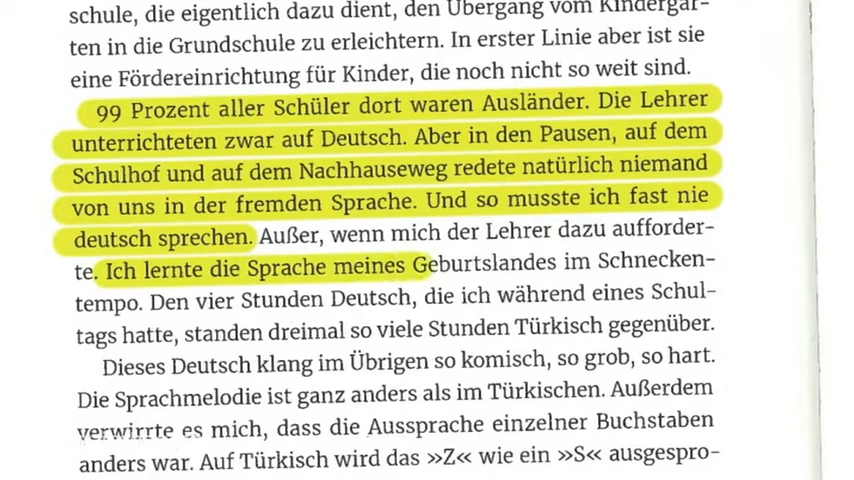 schule, die eigentlich dazu dient, den Übergang vom Kindergar-
ten in die Grundschule zu erleichtern. In erster Linie aber ist sie
eine Fördereinrichtung für Kinder, die noch nicht so weit sind.
99 Prozent aller Schüler dort waren Ausländer. Die Lehrer
unterrichteten zwar auf Deutsch. Aber in den Pausen, auf dem
Schulhof und auf dem Nachhauseweg redete natürlich niemand
von uns in der fremden Sprache. Und so musste ich fast nie
deutsch sprechen. Außer, wenn mich der Lehrer dazu aufforder-
te. Ich lernte die Sprache meines Geburtslandes im Schnecken-
tempo. Den vier Stunden Deutsch, die ich während eines Schul-
tags hatte, standen dreimal so viele Stunden Türkisch gegenüber.
Dieses Deutsch klang im Übrigen so komisch, so grob, so hart.
Die Sprachmelodie ist ganz anders als im Türkischen. Außerdem
verwirrte es mich, dass die Aussprache einzelner Buchstaben
anders war. Auf Türkisch wird das »Z« wie ein »S« ausgespro-